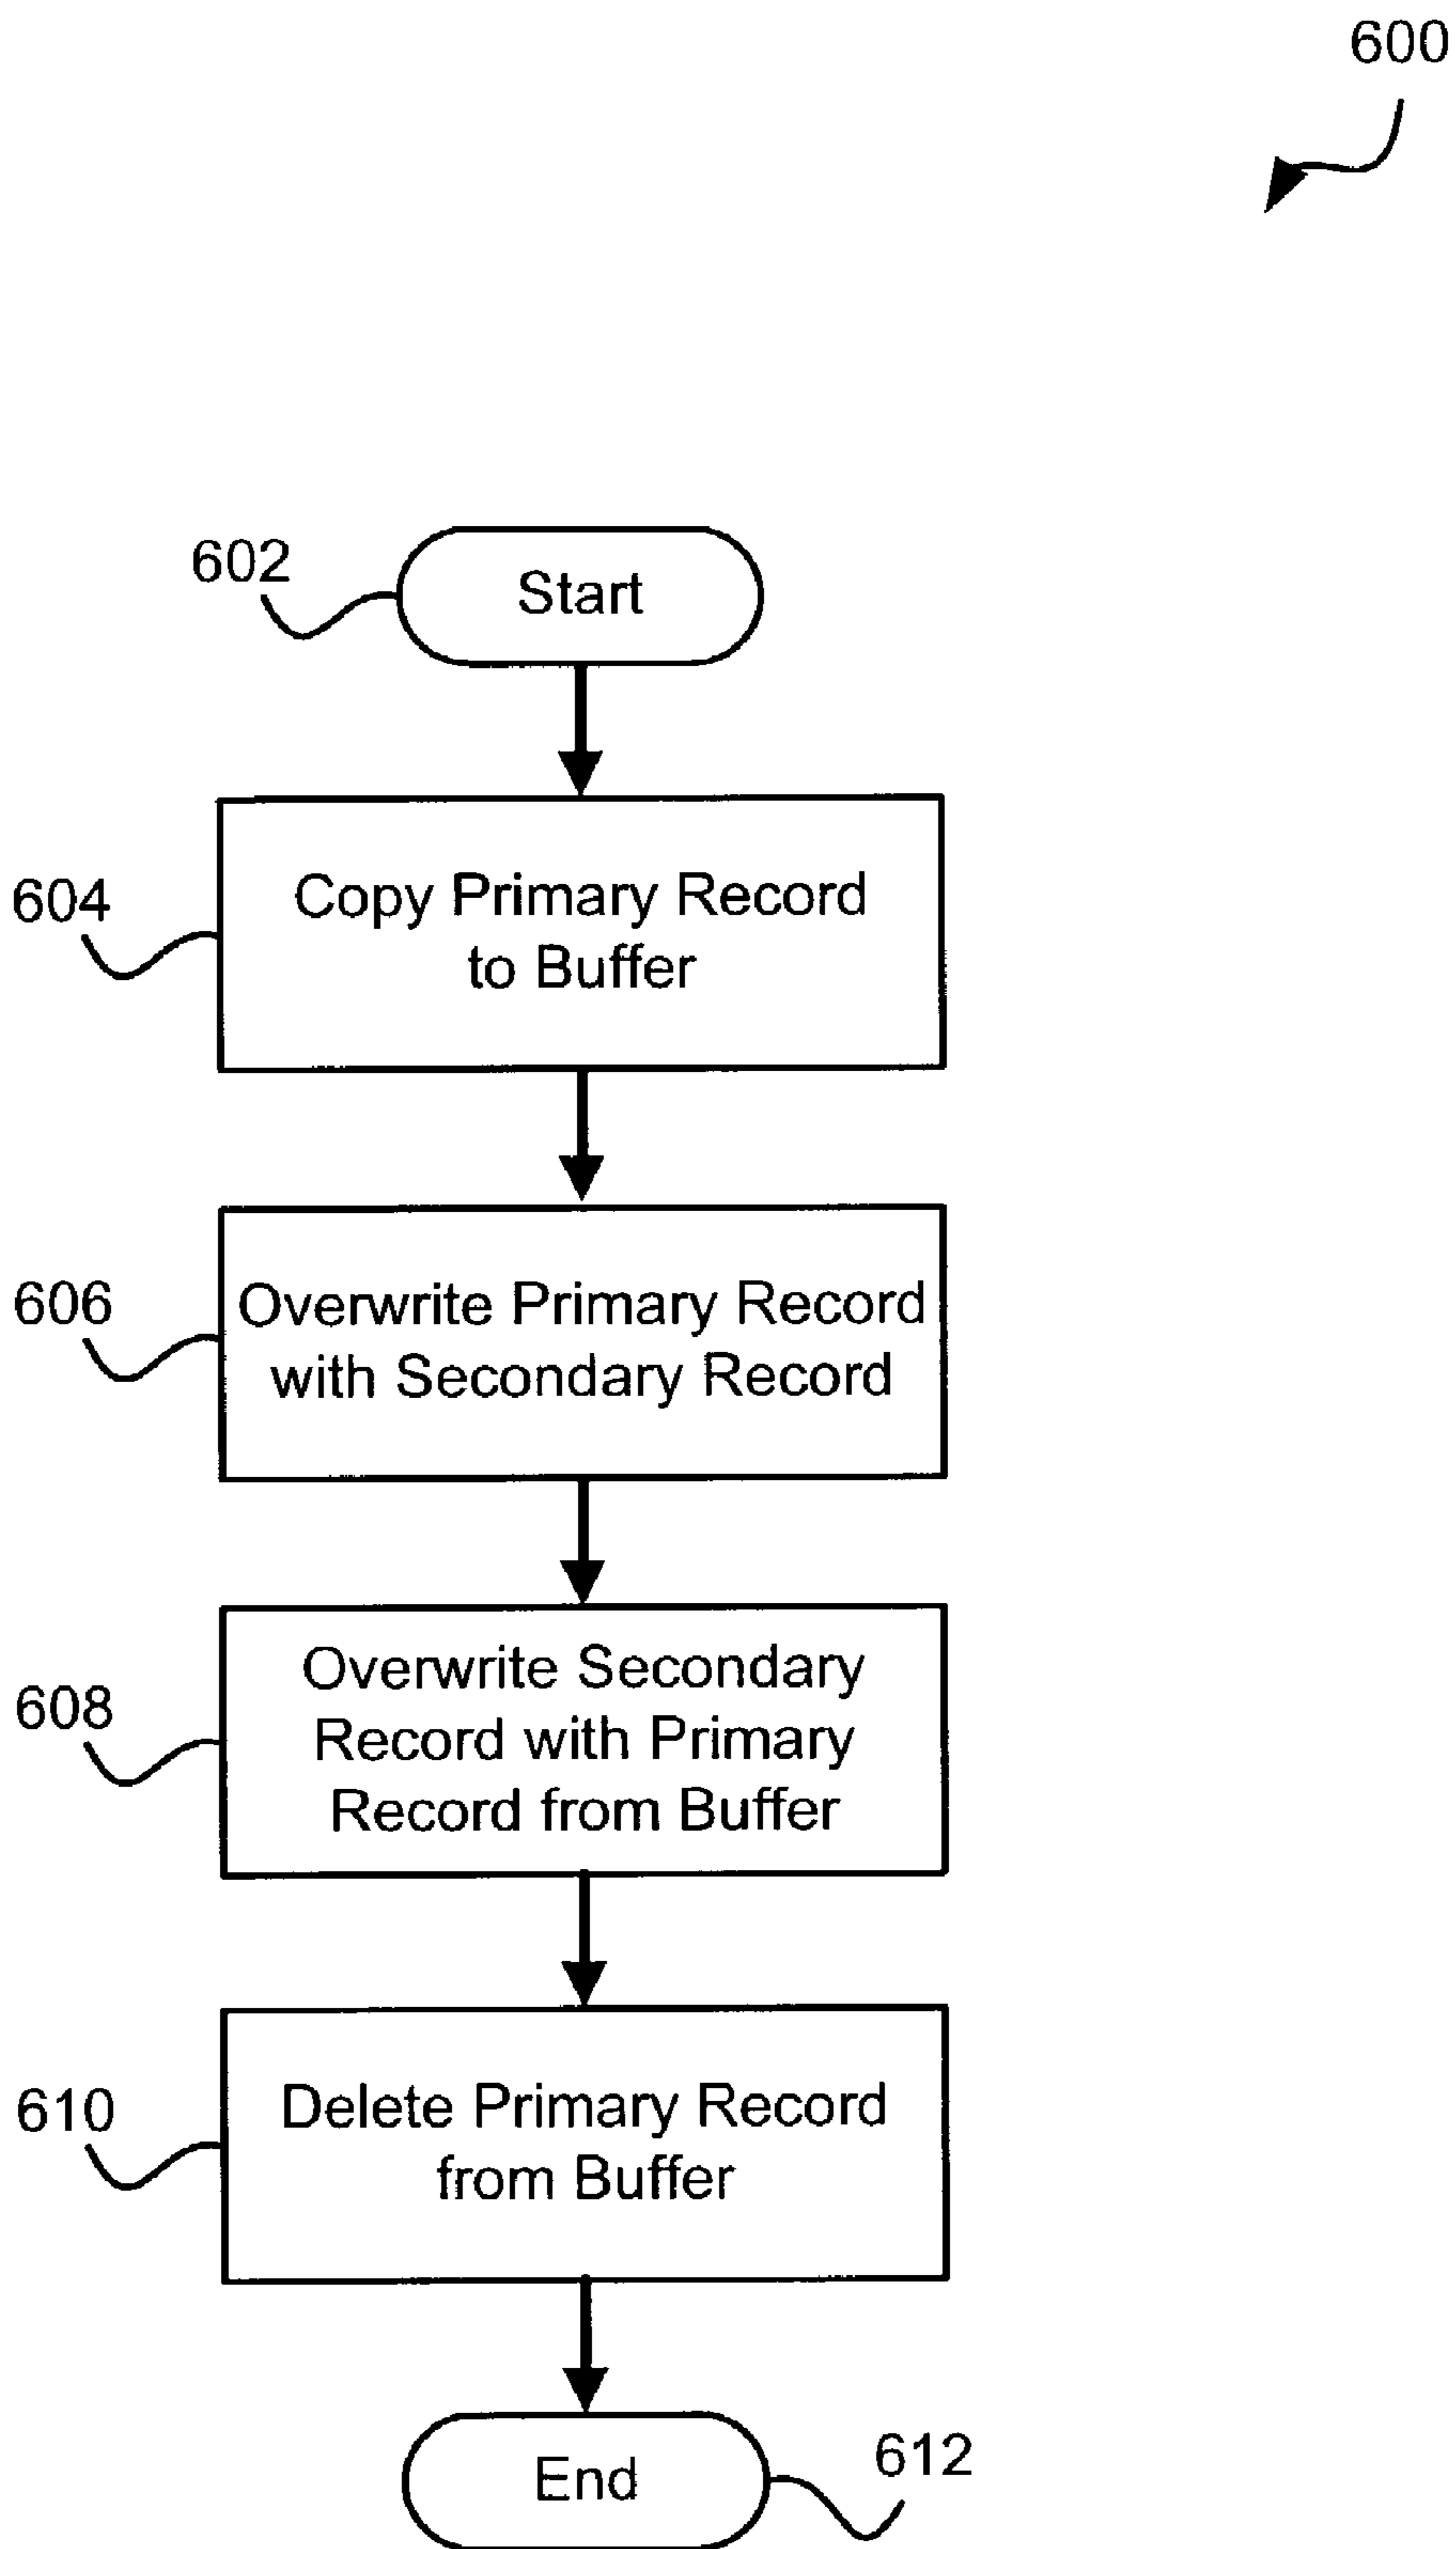 600
602
Start
604
Copy Primary Record
to Buffer
606
Overwrite Primary Record
with Secondary Record
608
Overwrite Secondary
Record with Primary
Record from Buffer
610
Delete Primary Record
from Buffer
End
612